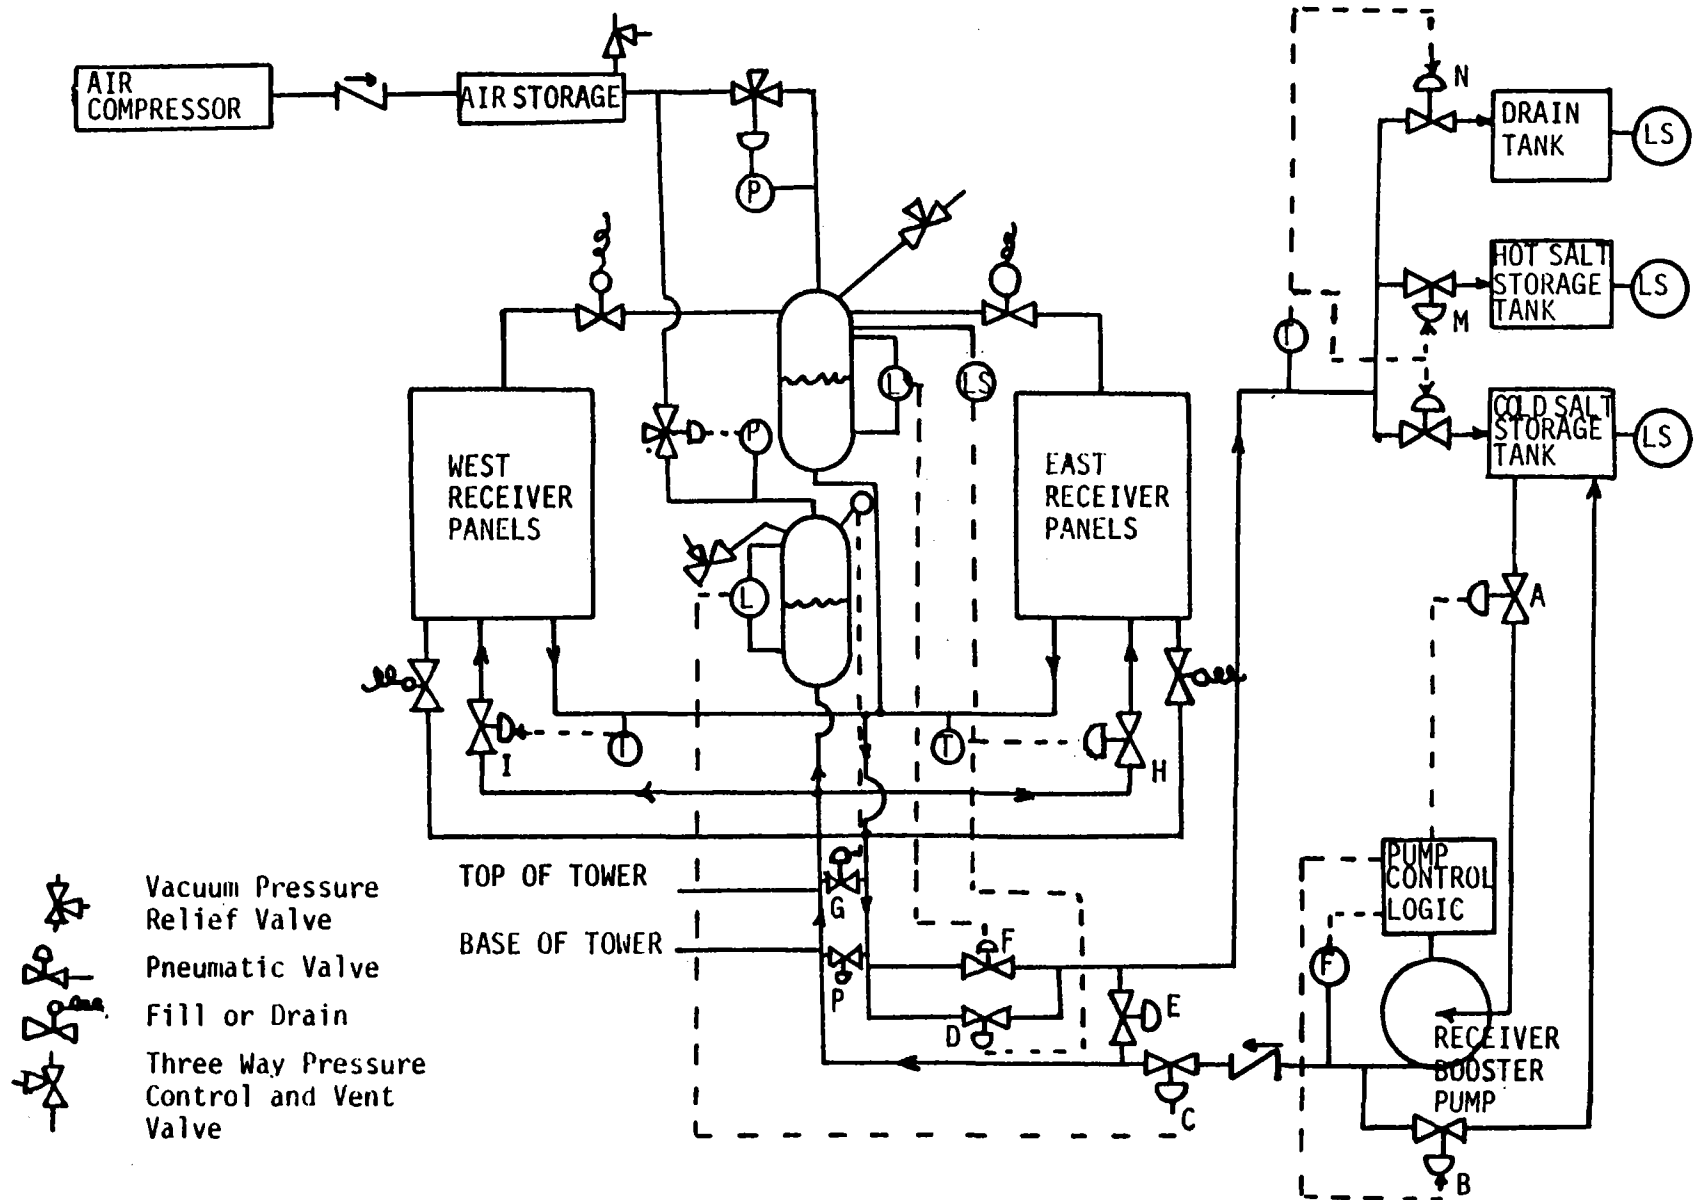 AIR
COMPRESSOR
AIR STORAGE
P
N
DRAIN
TANK
LS
HOT SALT
STORAGE
TANK
LS
M
T
L
LS
COLD SALT
STORAGE
TANK
LS
P
WEST
RECEIVER
PANELS
EAST
RECEIVER
PANELS
L
A
I
T
T
H
PUMP
CONTROL
LOGIC
Vacuum Pressure
Relief Valve
TOP OF TOWER
G
BASE OF TOWER
F
F
Pneumatic Valve
P
E
Fill or Drain
D
RECEIVER
BOOSTER
PUMP
Three Way Pressure
Control and Vent
Valve
C
B